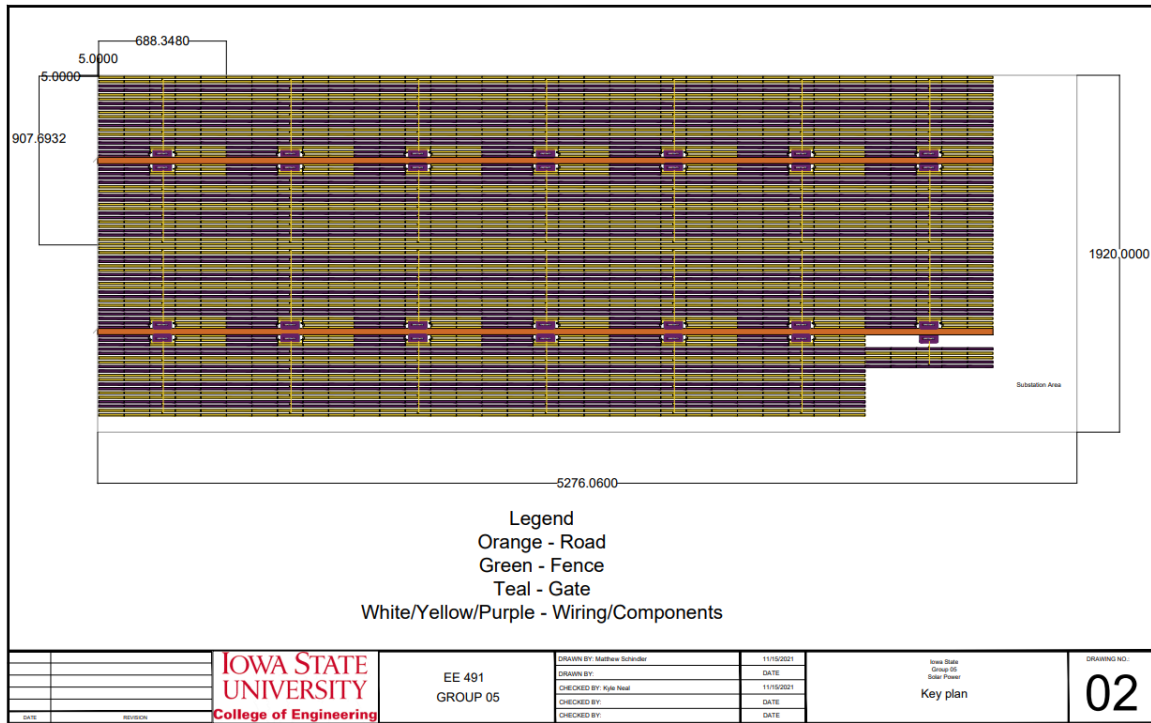 688.3480
5.0000
5.0000
907.6932
1920.0000
Substation Area
5276.0600
Legend
Orange - Road
Green - Fence
Teal - Gate
White/Yellow/Purple - Wiring/Components
DATE
REVISION
IOWA STATE
UNIVERSITY
College of Engineering
EE 491
GROUP 05
DRAWN BY: Matthew Schindler
11/15/2021
DRAWN BY:
DATE
CHECKED BY: Kyle Neal
11/15/2021
CHECKED BY:
DATE
CHECKED BY:
DATE
Iowa State
Group 05
Solar Power
Key plan
DRAWING NO.:
02